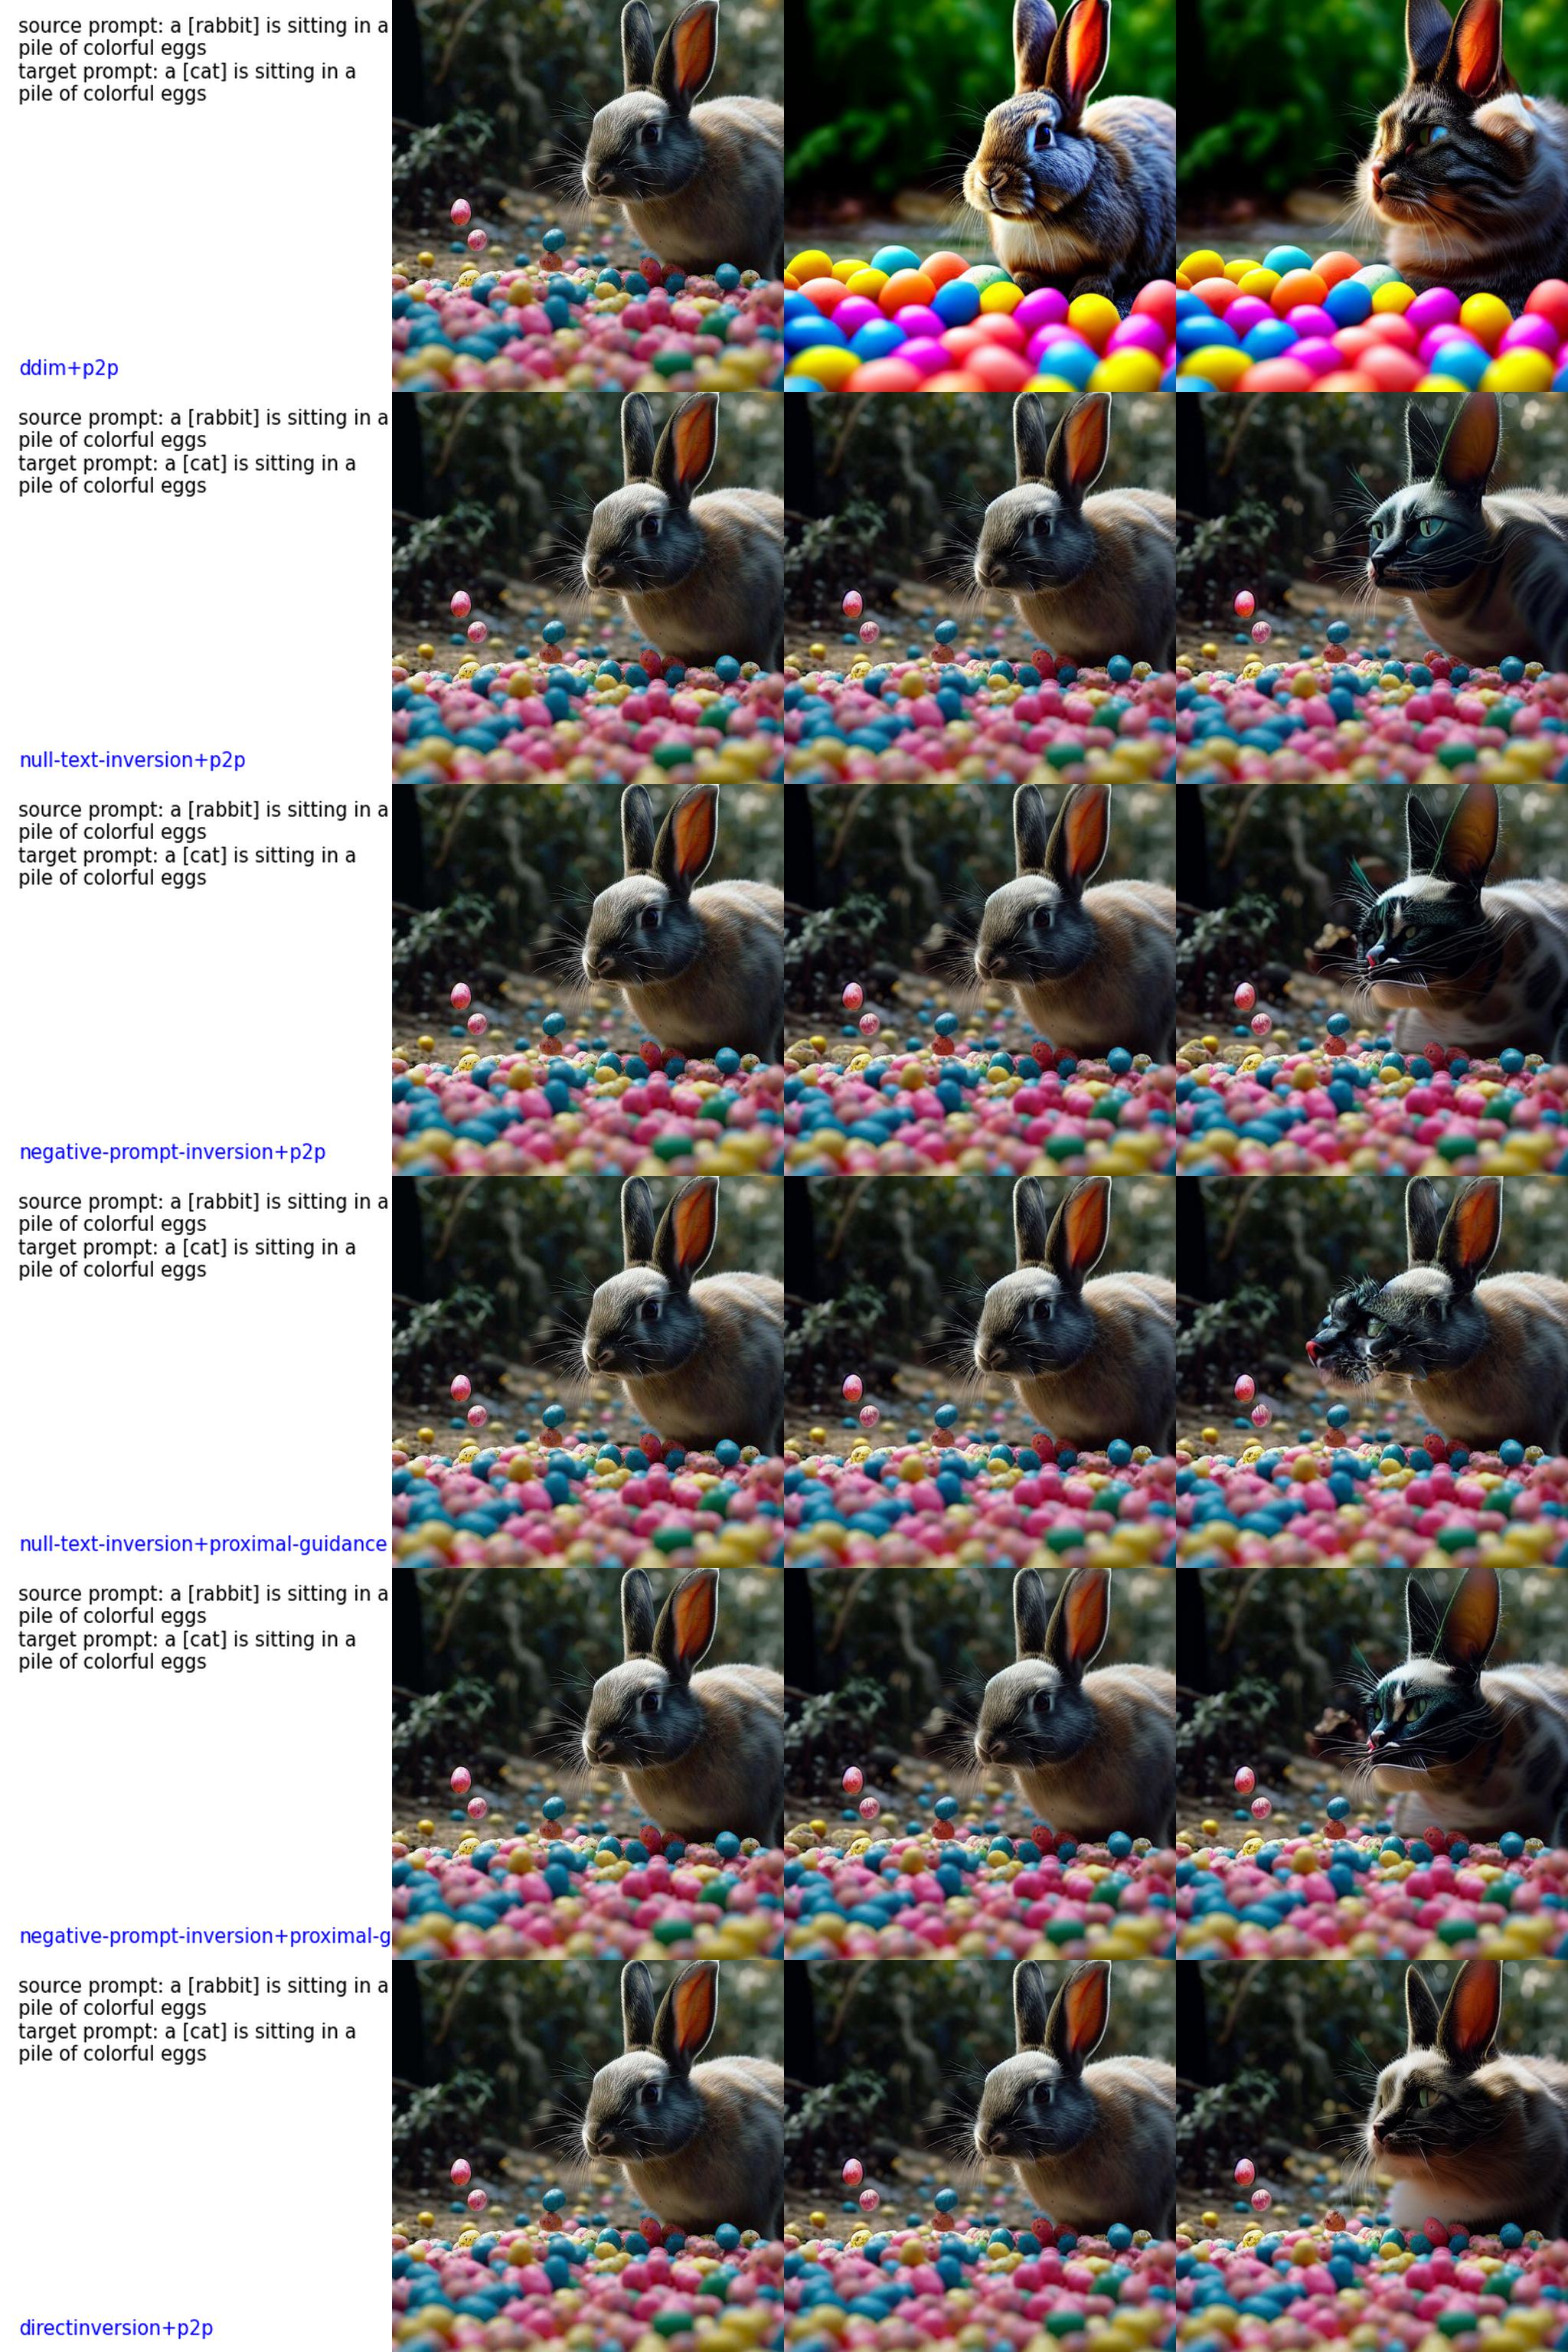 source prompt: a [rabbit] is sitting in a
pile of colorful eggs
target prompt: a [cat] is sitting in a
pile of colorful eggs
ddim+p2p
source prompt: a [rabbit] is sitting in a
pile of colorful eggs
target prompt: a [cat] is sitting in a
pile of colorful eggs
null-text-inversion+p2p
source prompt: a [rabbit] is sitting in a
pile of colorful eggs
target prompt: a [cat] is sitting in a
pile of colorful eggs
negative-prompt-inversion+p2p
source prompt: a [rabbit] is sitting in a
pile of colorful eggs
target prompt: a [cat] is sitting in a
pile of colorful eggs
null-text-inversion+proximal-guidance
source prompt: a [rabbit] is sitting in a
pile of colorful eggs
target prompt: a [cat] is sitting in a
pile of colorful eggs
negative-prompt-inversion+proximal-g
source prompt: a [rabbit] is sitting in a
pile of colorful eggs
target prompt: a [cat] is sitting in a
pile of colorful eggs
directinversion+p2p